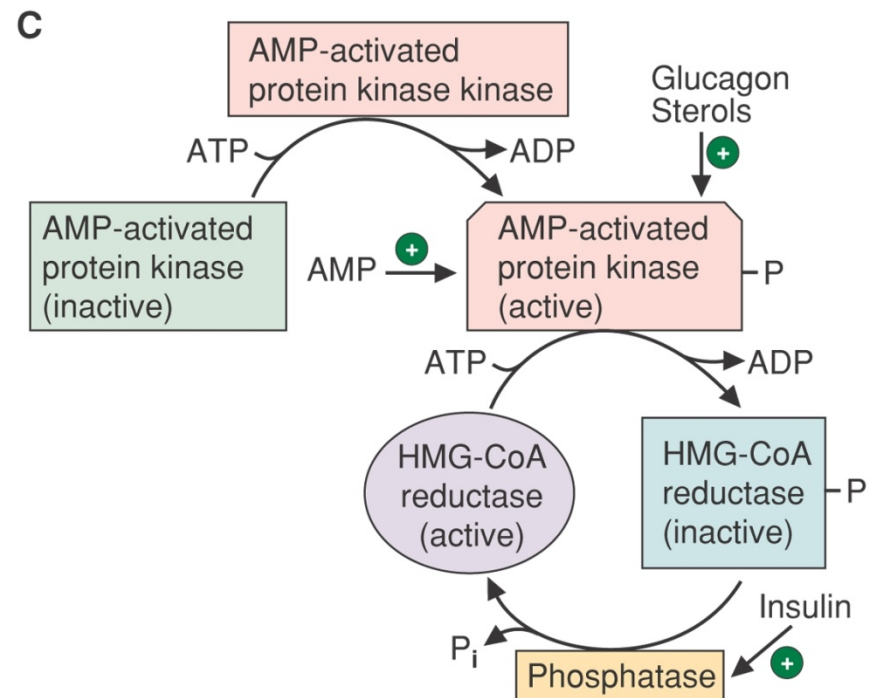 C
AMP-activated
protein kinase kinase
Glucagon
Sterols
+
ATP
ADP
AMP-activated
protein kinase
(inactive)
AMP
+
AMP-activated
protein kinase
(active)
P
ATP
ADP
HMG-CoA
reductase
(active)
HMG-CoA
reductase
(inactive)
P
Insulin
+
Pi
Phosphatase